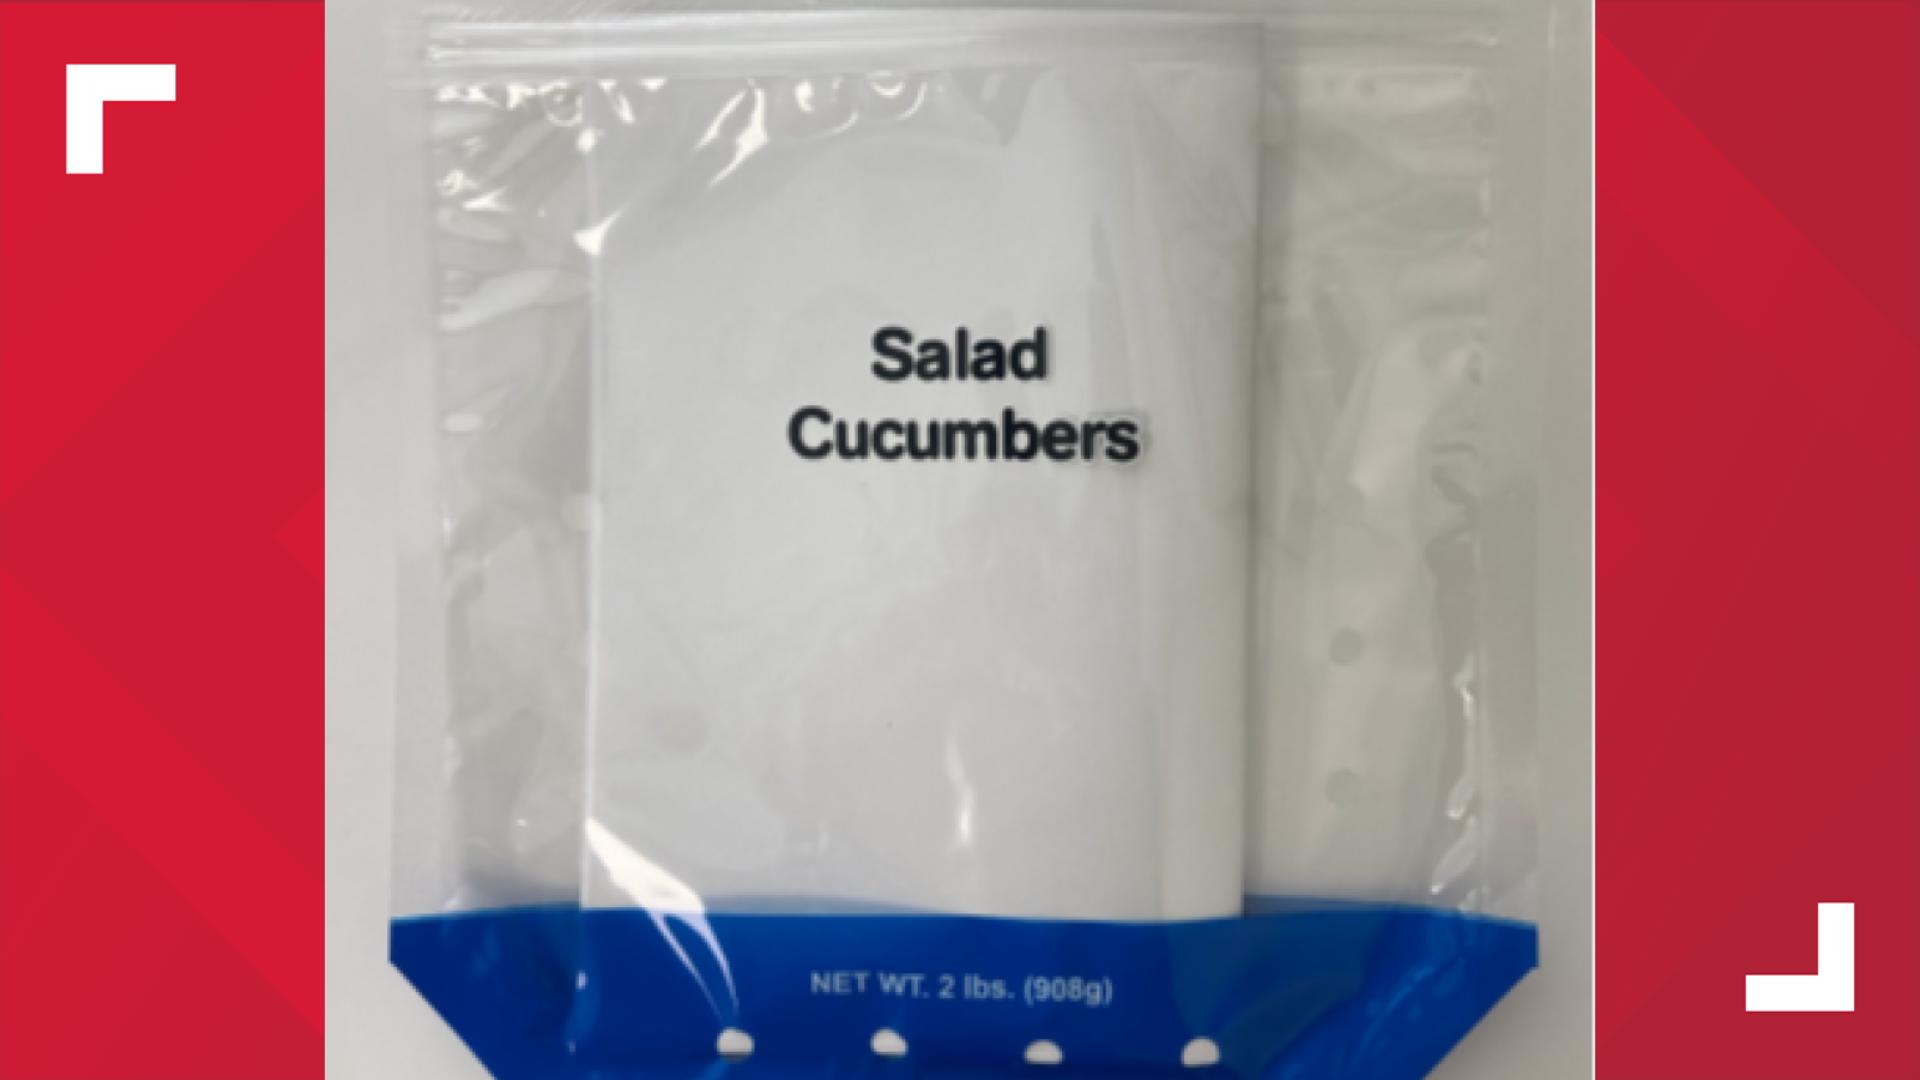 Salad
Cucumbers
NET WT. 2 lbs. (908g)